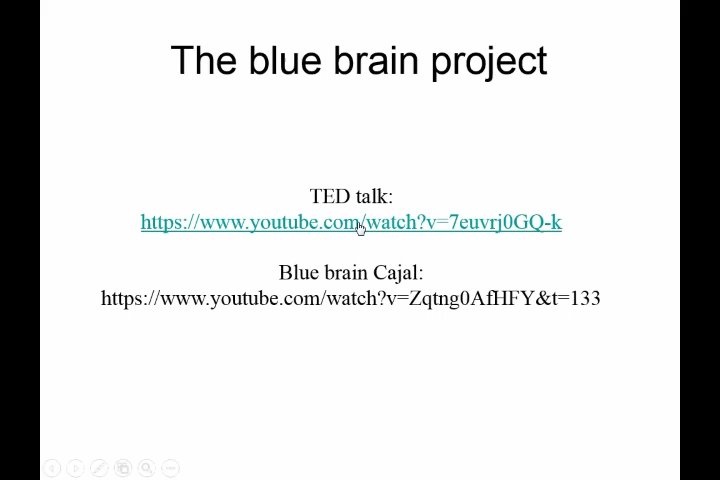 The blue brain project
TED talk:
https://www.youtube.com/watch?v=7euvrj0GQ-k
Blue brain Cajal:
https://www.youtube.com/watch?v=Zqtng0AfHFY&t=133